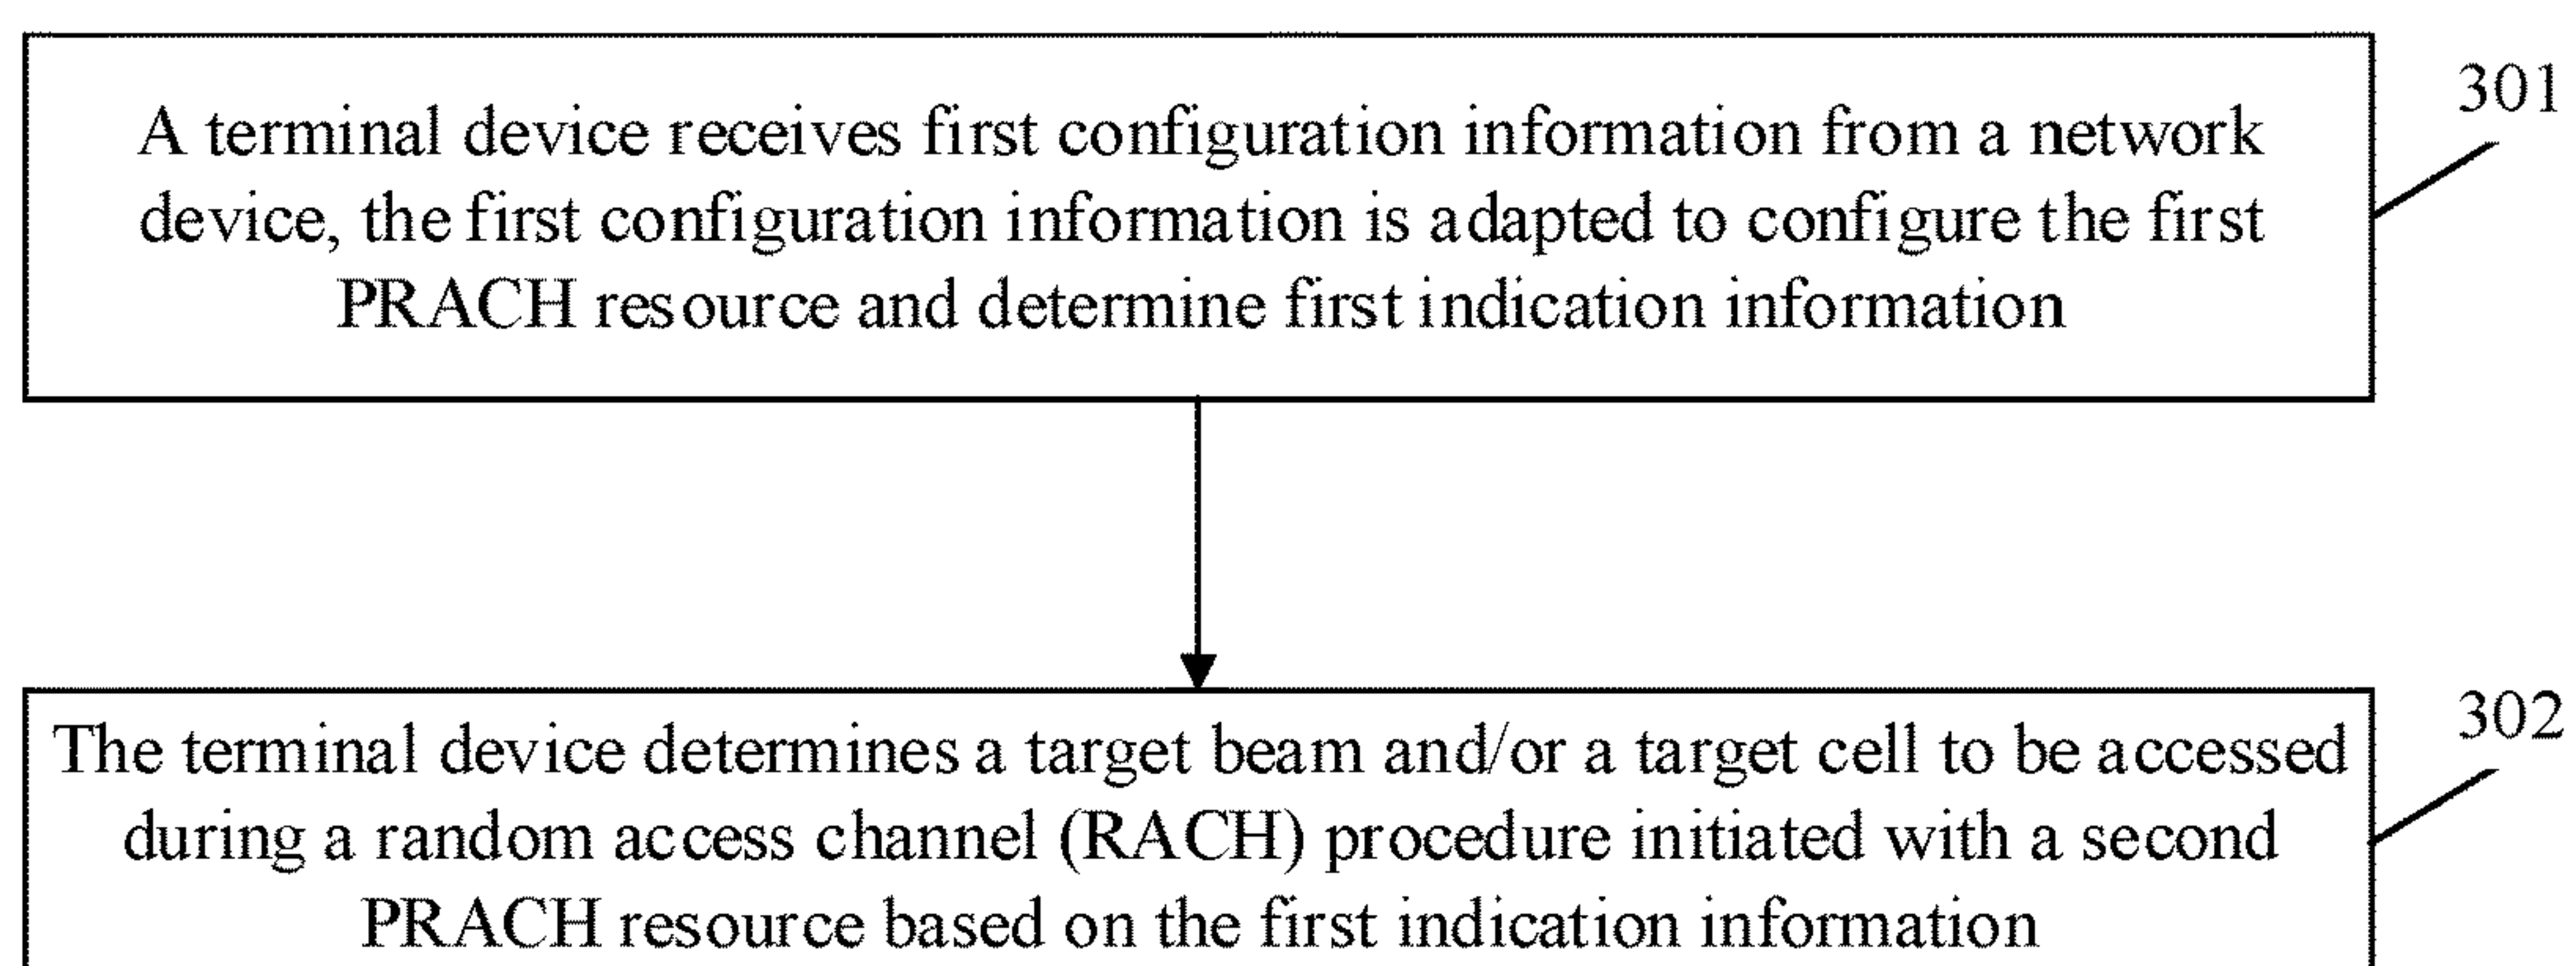 A terminal device receives first configuration information from a network
301
device, the first configuration information is adapted to configure the first
PRACH resource and determine first indication information
The terminal device determines a target beam and/or a target cell to be accessed
302
during a random access channel (RACH) procedure initiated with a second
PRACH resource based on the first indication information